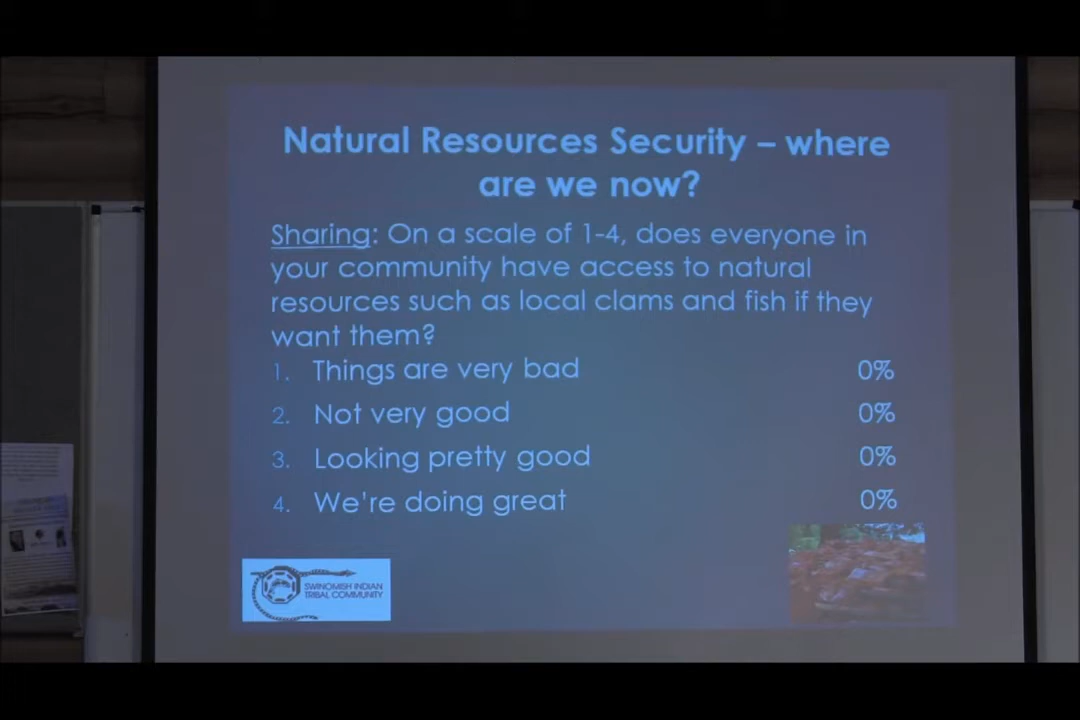 Natural Resources Security – where
are we now?
Sharing: On a scale of 1-4, does everyone in
your community have access to natural
resources such as local clams and fish if they
want them?
1. Things are very bad 0%
2. Not very good 0%
3. Looking pretty good 0%
4. We're doing great 0%
SWINOMISH INDIAN
TRIBAL COMMUNITY